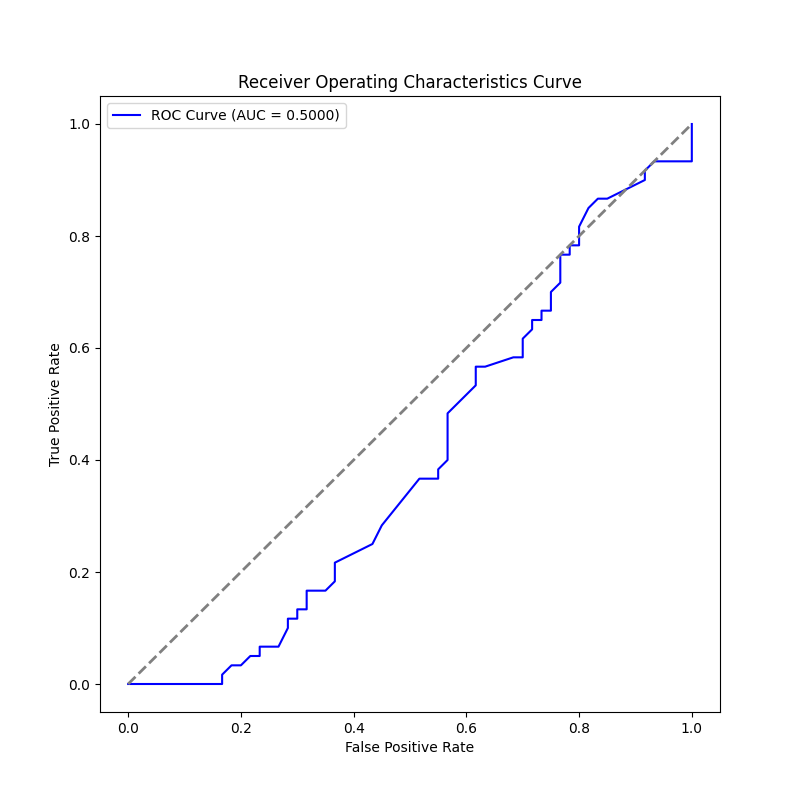 Receiver Operating Characteristics Curve
ROC Curve (AUC = 0.5000)
1.0
0.8
0.6
0.4
0.2
0.0
True Positive Rate
0.0 0.2 0.4 0.6 0.8 1.0
False Positive Rate